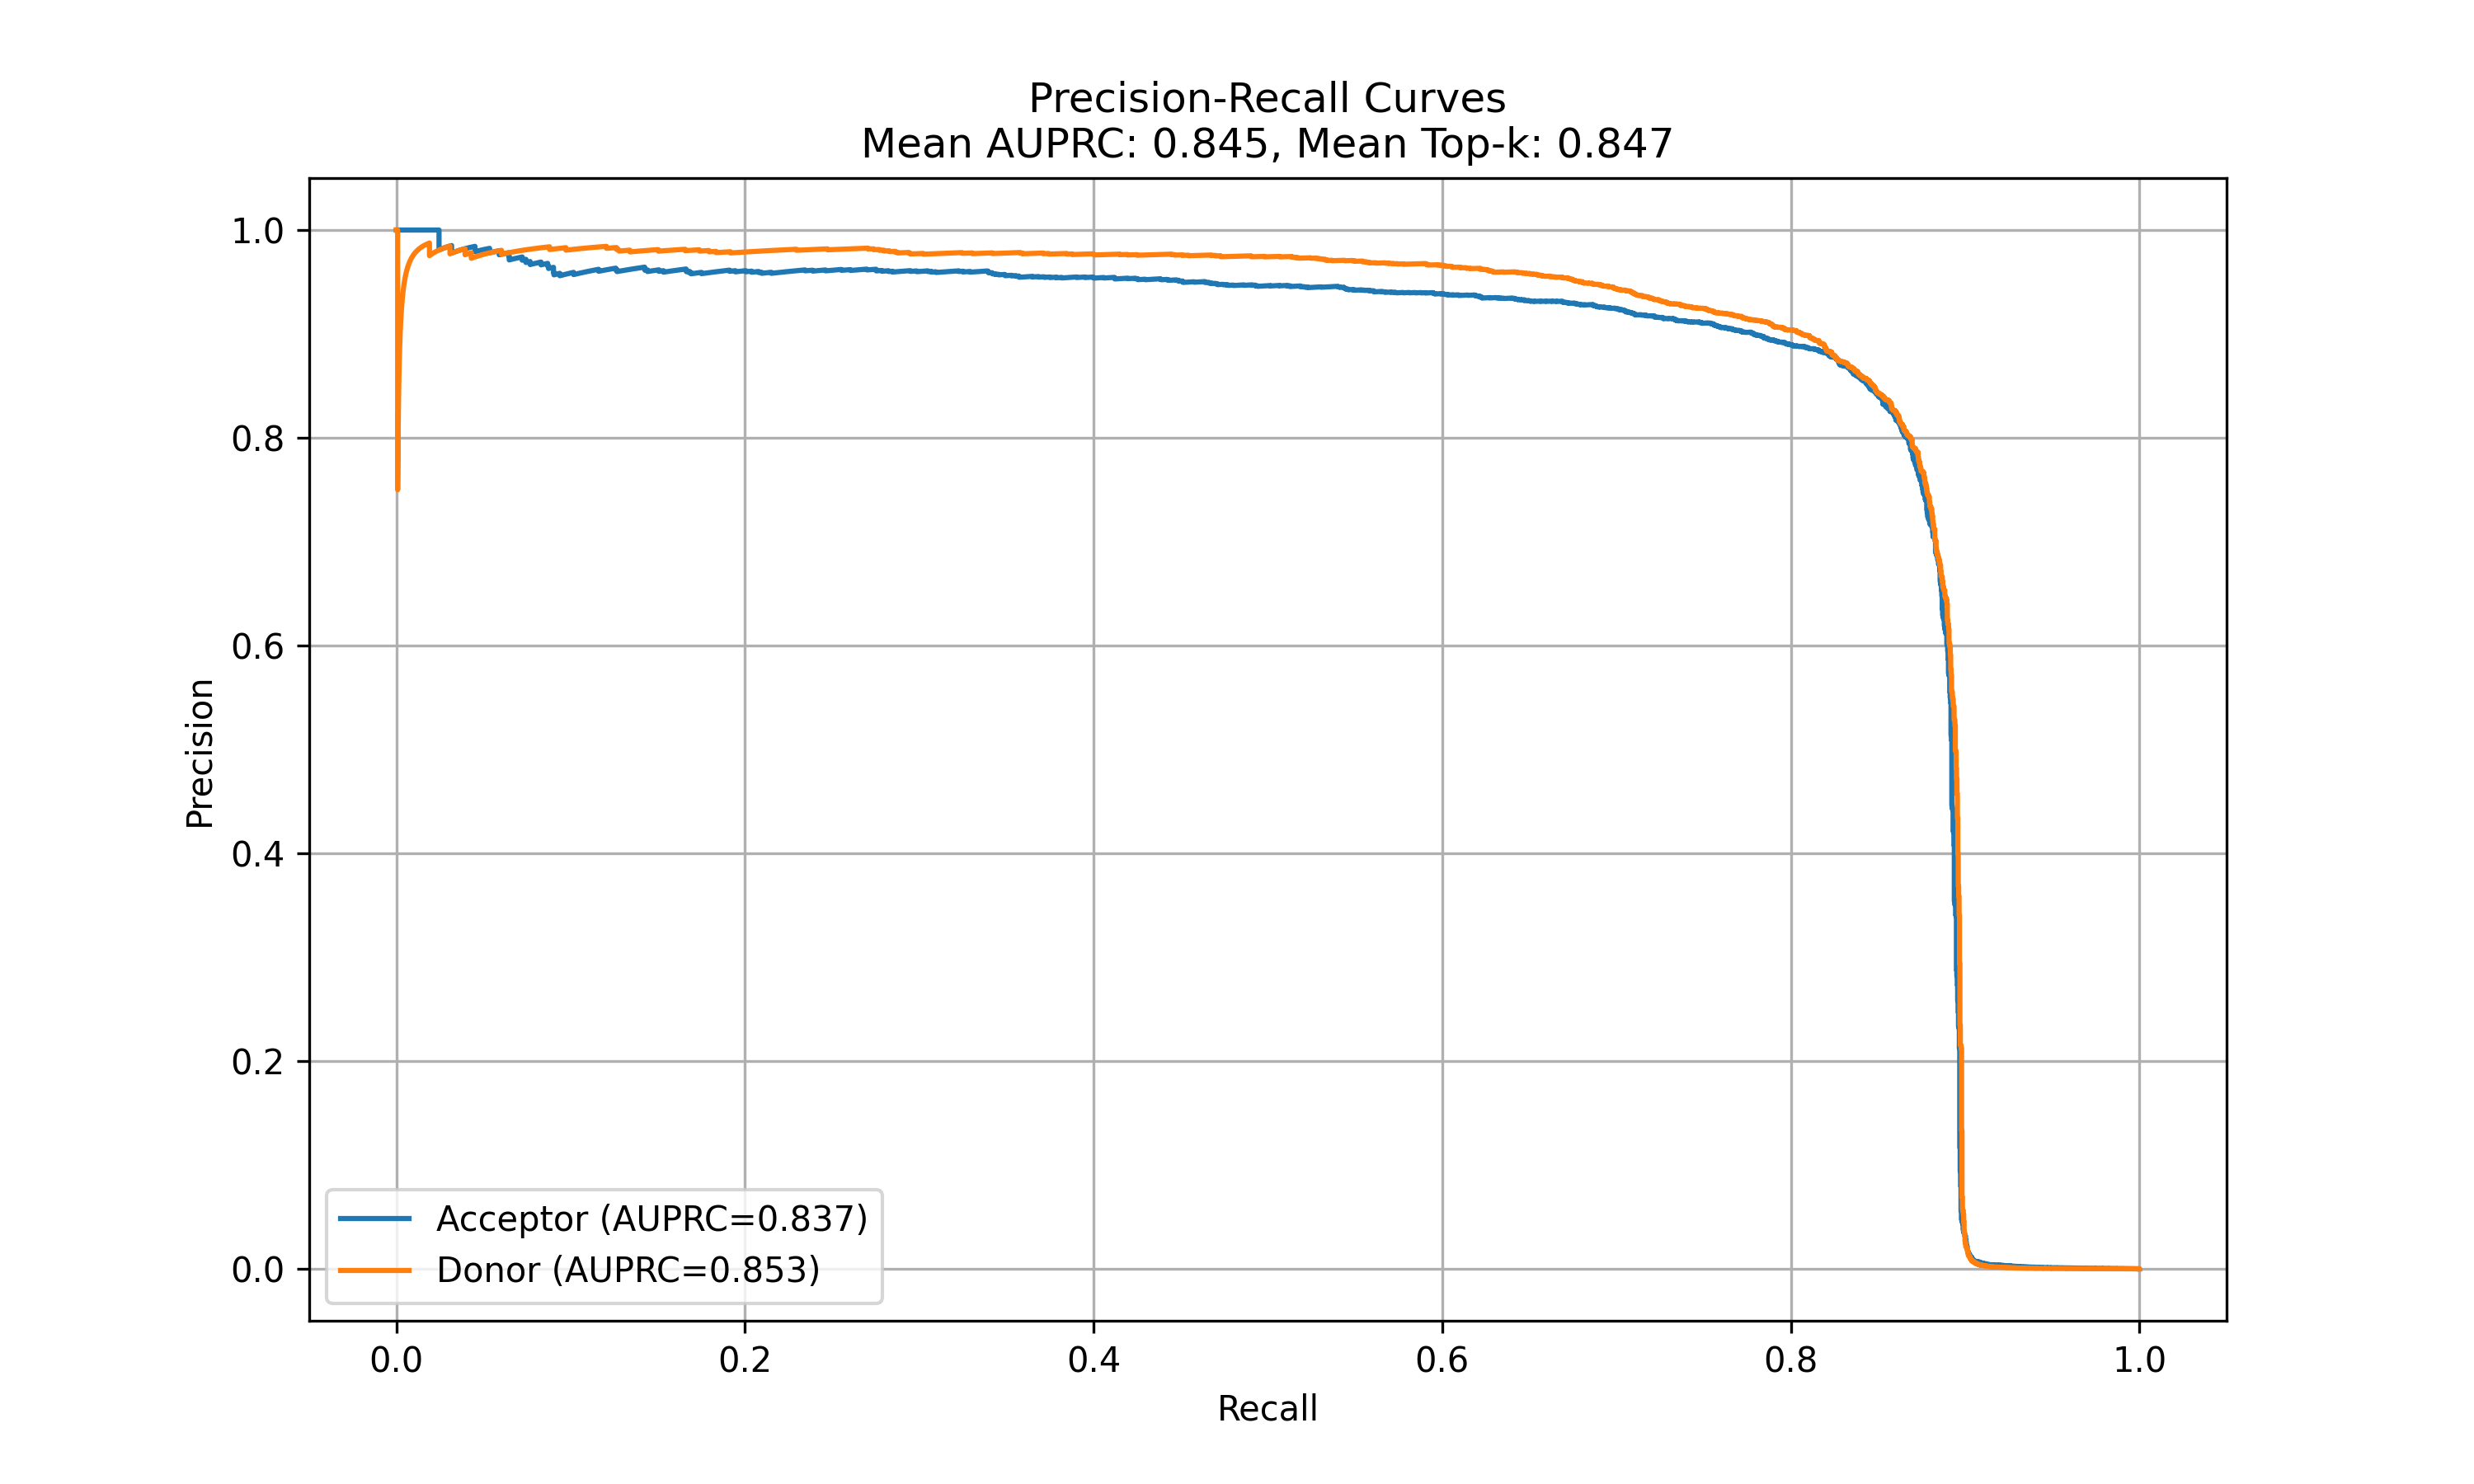 Precision-Recall Curves
Mean AUPRC: 0.845, Mean Top-k: 0.847
1.0
0.8
0.6
0.4
0.2
0.0
Precision
Acceptor (AUPRC=0.837)
Donor (AUPRC=0.853)
0.0 0.2 0.4 0.6 0.8 1.0
Recall